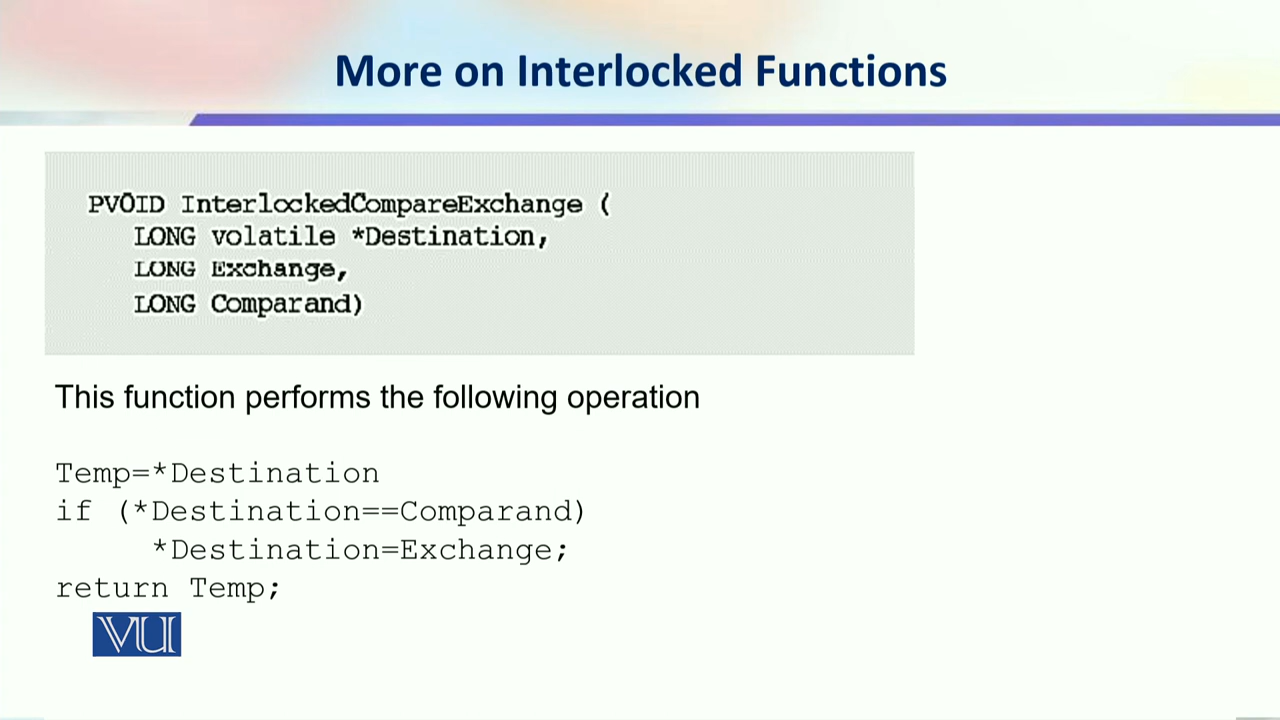 More on Interlocked Functions
PVOID InterlockedCompareExchange (
LONG volatile *Destination,
LONG Exchange,
LONG Comparand)
This function performs the following operation
Temp=*Destination
if (*Destination==Comparand)
*Destination=Exchange;
return Temp;
VU